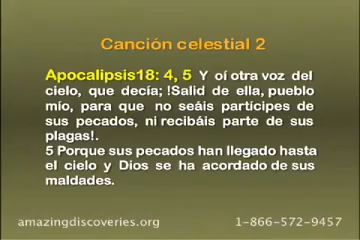 Canción celestial 2
Apocalipsis18: 4, 5 Y oí otra voz del
cielo, que decía; !Salid de ella, pueblo
mío, para que no seáis partícipes de
sus pecados, ni recibáis parte de sus
plagas!.
5 Porque sus pecados han llegado hasta
el cielo y Dios se ha acordado de sus
maldades.
amazingdiscoveries.org 1-866-572-9457